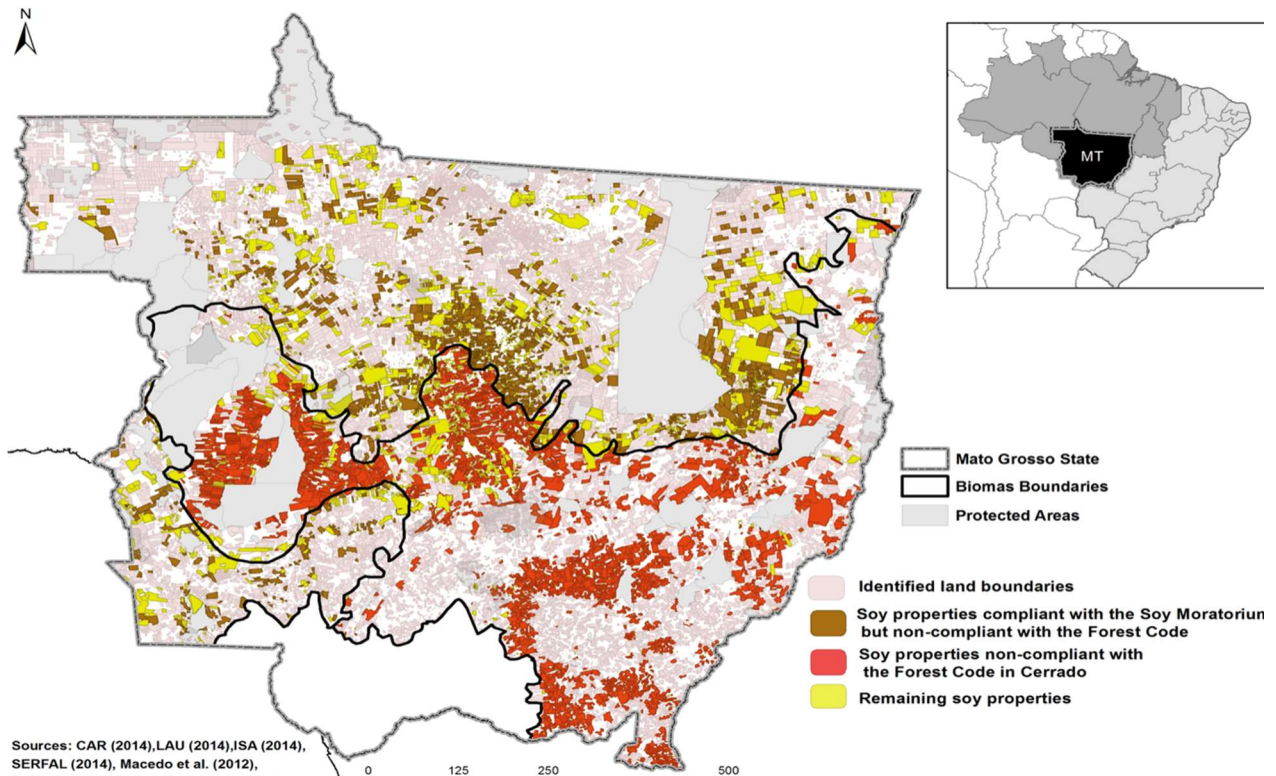 N
MT
Mato Grosso State
Biomas Boundaries
Protected Areas
Identified land boundaries
Soy properties compliant with the Soy Moratorium
but non-compliant with the Forest Code
Soy properties non-compliant with
the Forest Code in Cerrado
Remaining soy properties
Sources: CAR (2014),LAU (2014),ISA (2014),
SERFAL (2014), Macedo et al. (2012),
0 125 250 500